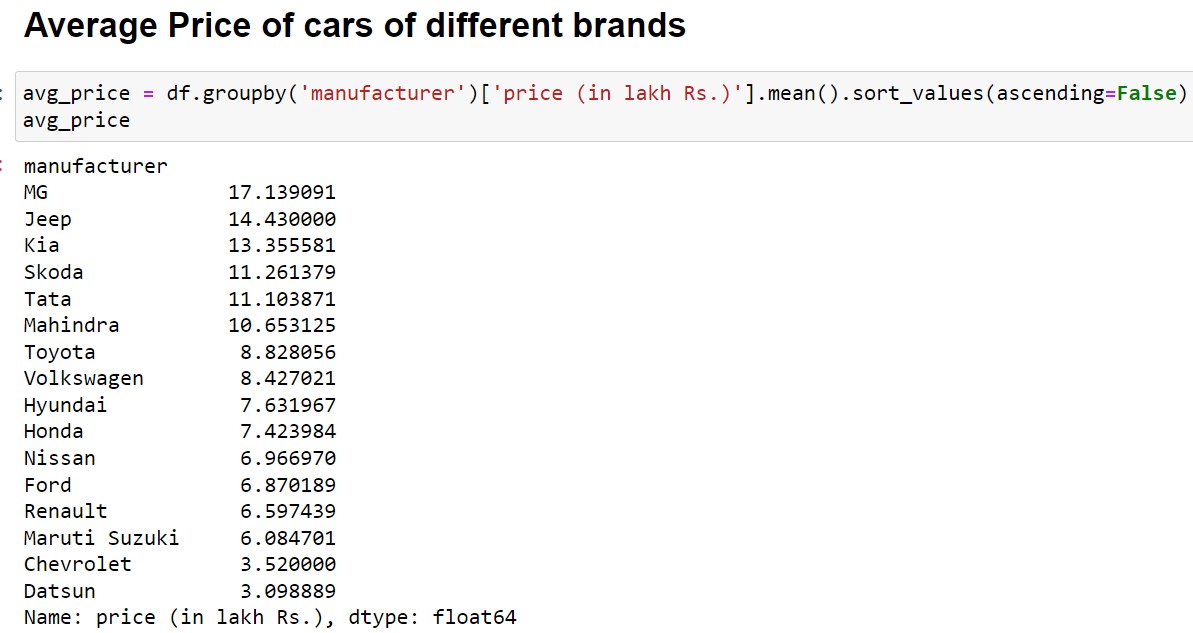 Average Price of cars of different brands
avg_price = df.groupby('manufacturer')['price (in lakh Rs.)'].mean().sort_values(ascending=False)
avg_price
manufacturer
MG               17.139091
Jeep             14.430000
Kia              13.355581
Skoda            11.261379
Tata             11.103871
Mahindra         10.653125
Toyota            8.828056
Volkswagen        8.427021
Hyundai           7.631967
Honda             7.423984
Nissan            6.966970
Ford              6.870189
Renault           6.597439
Maruti Suzuki     6.084701
Chevrolet         3.520000
Datsun            3.098889
Name: price (in lakh Rs.), dtype: float64